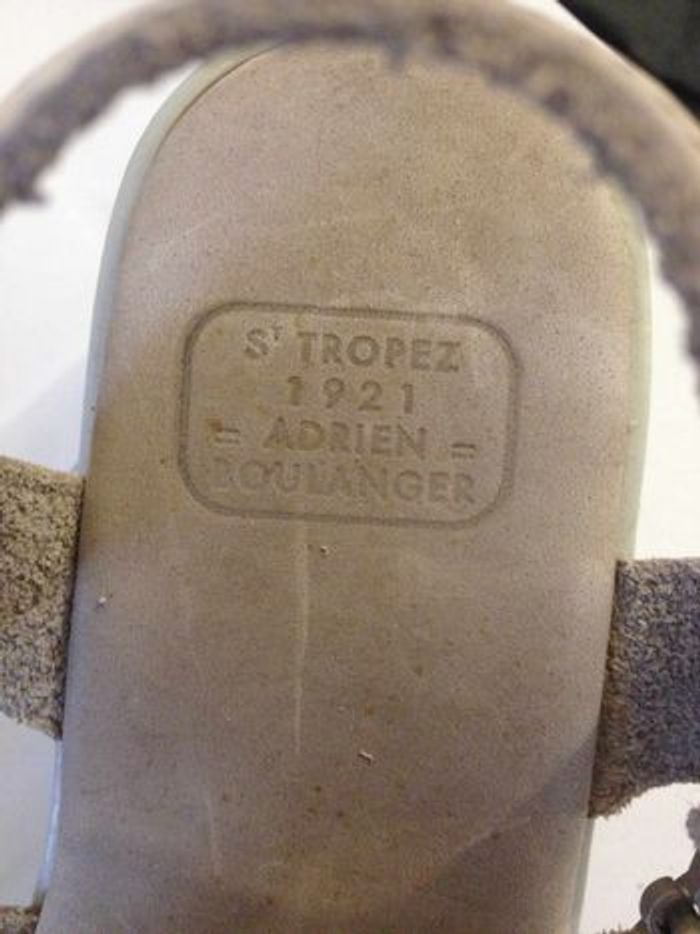 Sᵀ TROPEZ
1921
= ADRIEN =
BOULANGER